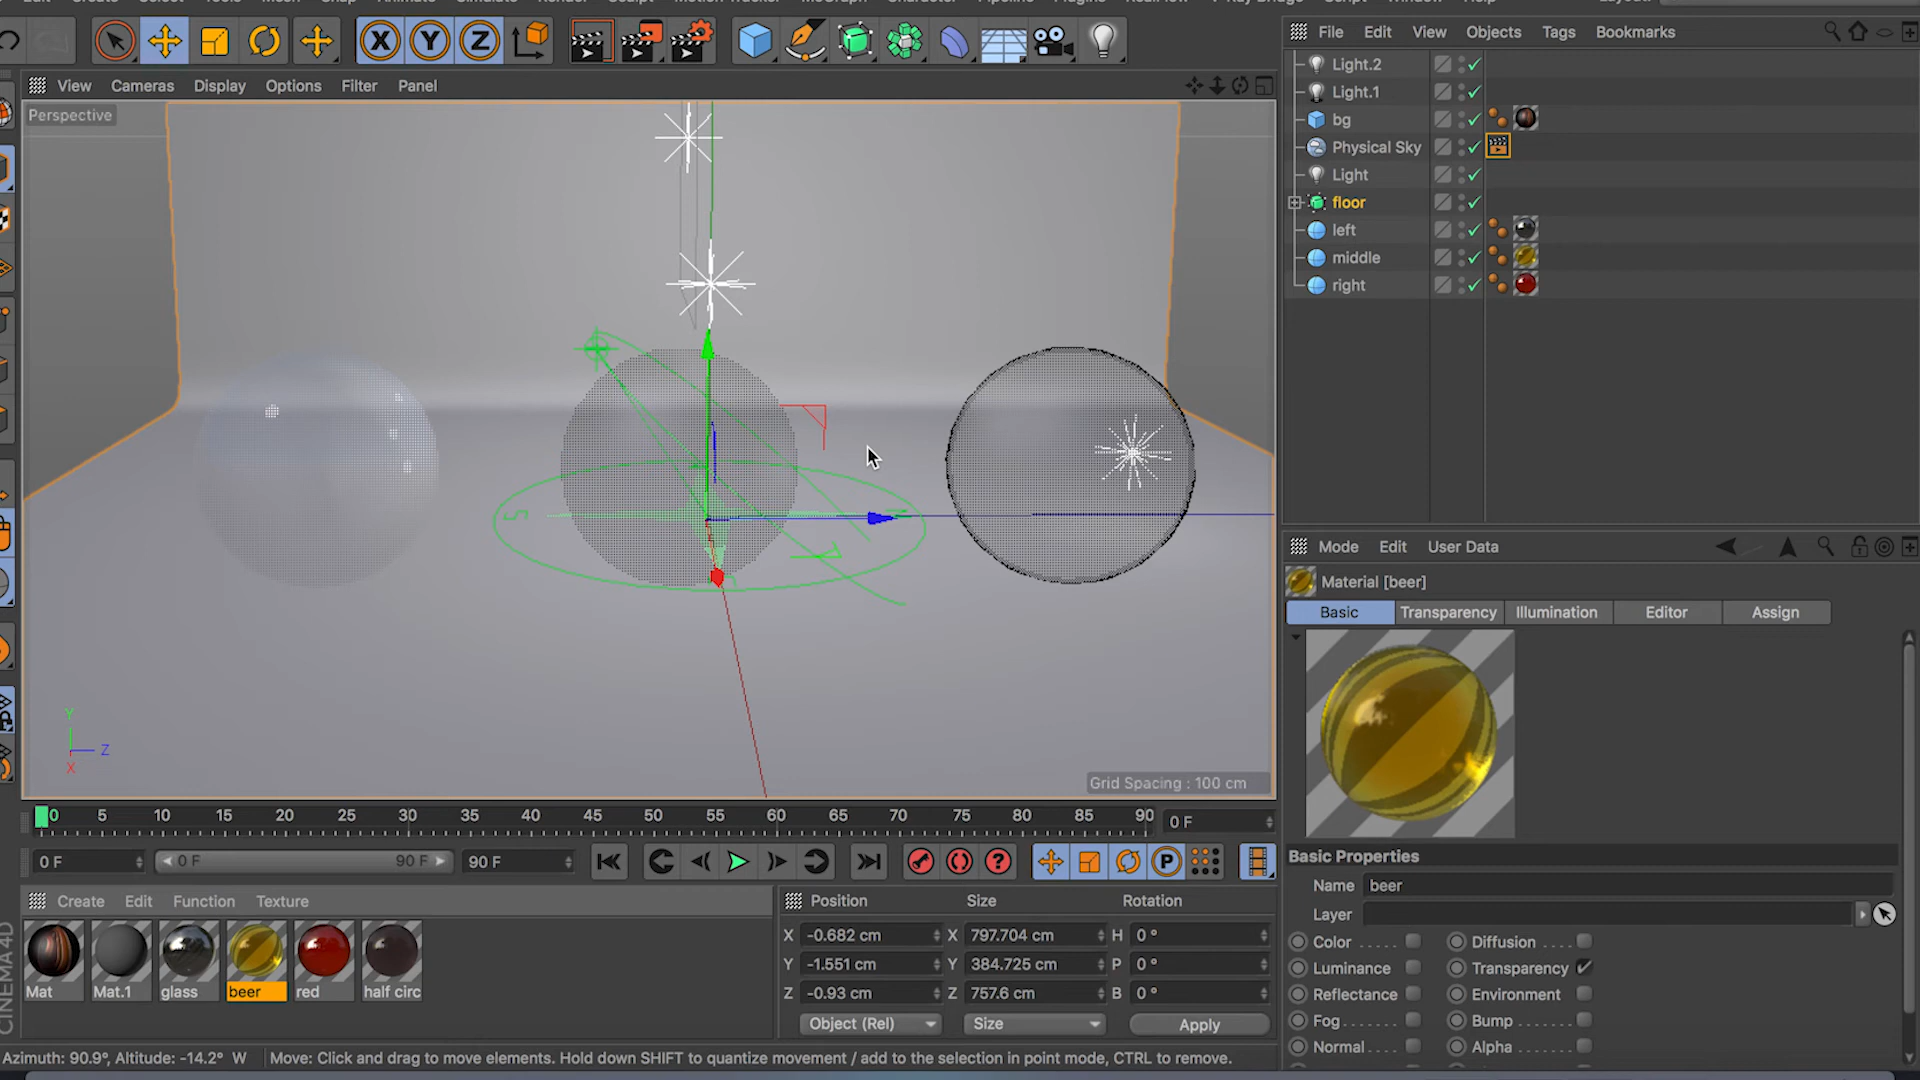 File Edit View Objects Tags Bookmarks
View Cameras Display Options Filter Panel
Perspective
Light.2
Light.1
bg
Physical Sky
Light
floor
left
middle
right
Y
Z
X
Grid Spacing : 100 cm
Mode Edit User Data
Material [beer]
Basic Transparency Illumination Editor Assign
Basic Properties
Name beer
Layer
Color Diffusion
Luminance Transparency
Reflectance Environment
Fog Bump
Normal Alpha
0 5 10 15 20 25 30 35 40 45 50 55 60 65 70 75 80 85 90 0 F
0 F 0 F 90 F 90 F
Create Edit Function Texture
Mat Mat.1 glass beer red half circ
Position Size Rotation
X -0.682 cm X 797.704 cm H 0 °
Y -1.551 cm Y 384.725 cm P 0 °
Z -0.93 cm Z 757.6 cm B 0 °
Object (Rel) Size Apply
CINEMA4D
Azimuth: 90.9°, Altitude: -14.2° W Move: Click and drag to move elements. Hold down SHIFT to quantize movement / add to the selection in point mode, CTRL to remove.